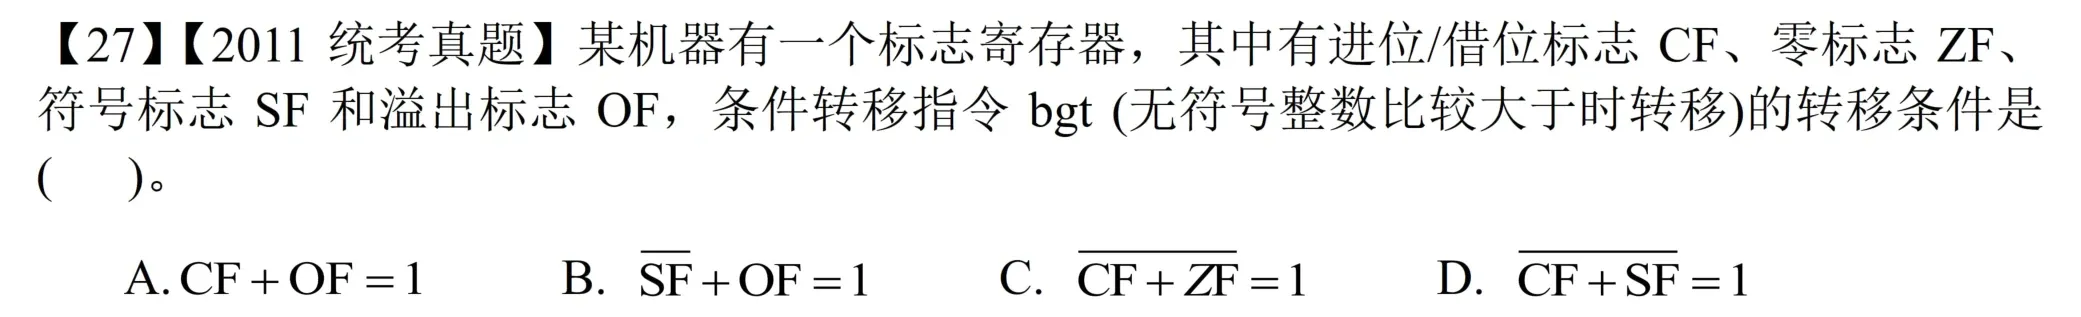 【27】【2011 统考真题】某机器有一个标志寄存器，其中有进位/借位标志 CF、零标志 ZF、
符号标志 SF 和溢出标志 OF，条件转移指令 bgt (无符号整数比较大于时转移)的转移条件是
(    )。
A. CF + OF = 1    B. \overline{SF} + OF = 1    C. \overline{CF + ZF} = 1    D. \overline{CF + SF} = 1